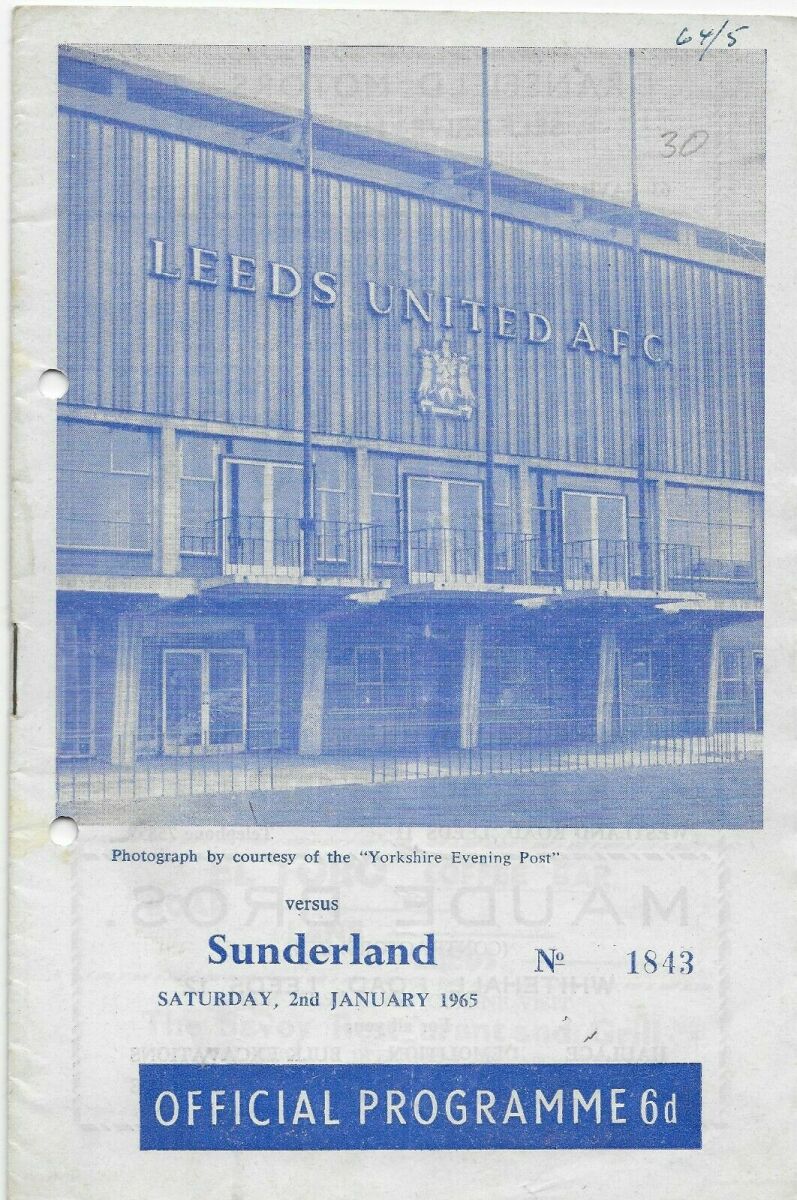 64/5
30
LEEDS UNITED A.F.C.
Photograph by courtesy of the "Yorkshire Evening Post"
versus
Sunderland
Nº 1843
SATURDAY, 2nd JANUARY 1965
OFFICIAL PROGRAMME 6d